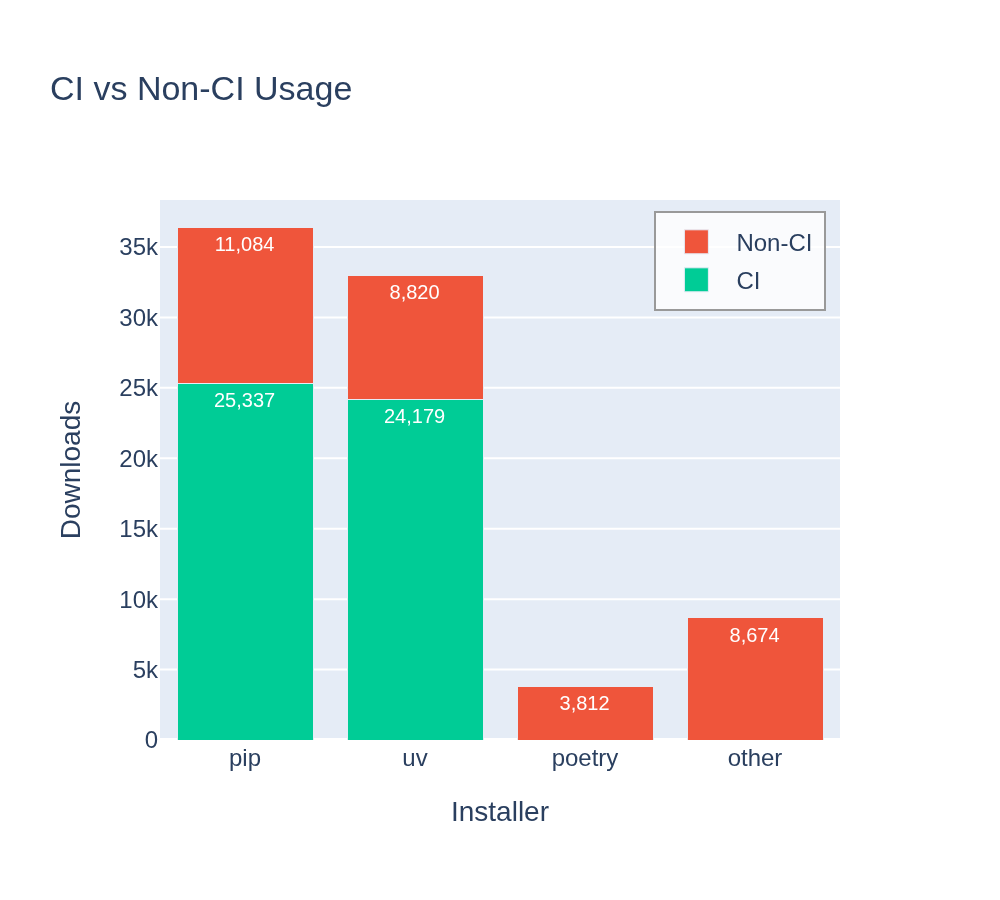 CI vs Non-CI Usage
Non-CI
CI
35k
30k
25k
20k
15k
10k
5k
0
Downloads
11,084
25,337
8,820
24,179
3,812
8,674
pip
uv
poetry
other
Installer